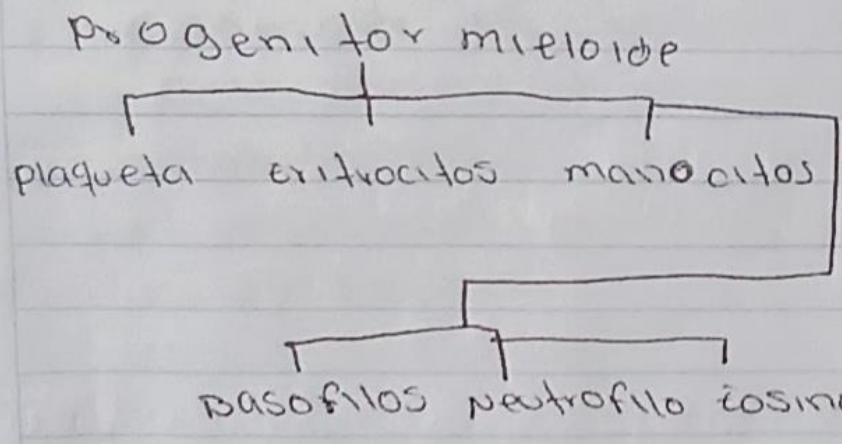 Progenitor mieloide
plaqueta eritrocitos manocitos
Basofilos Neutrofilo